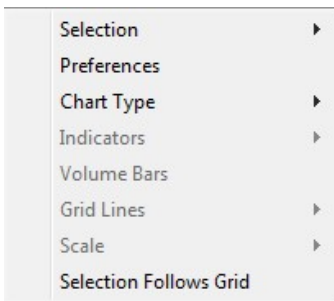 Selection
Preferences
Chart Type
Indicators
Volume Bars
Grid Lines
Scale
Selection Follows Grid